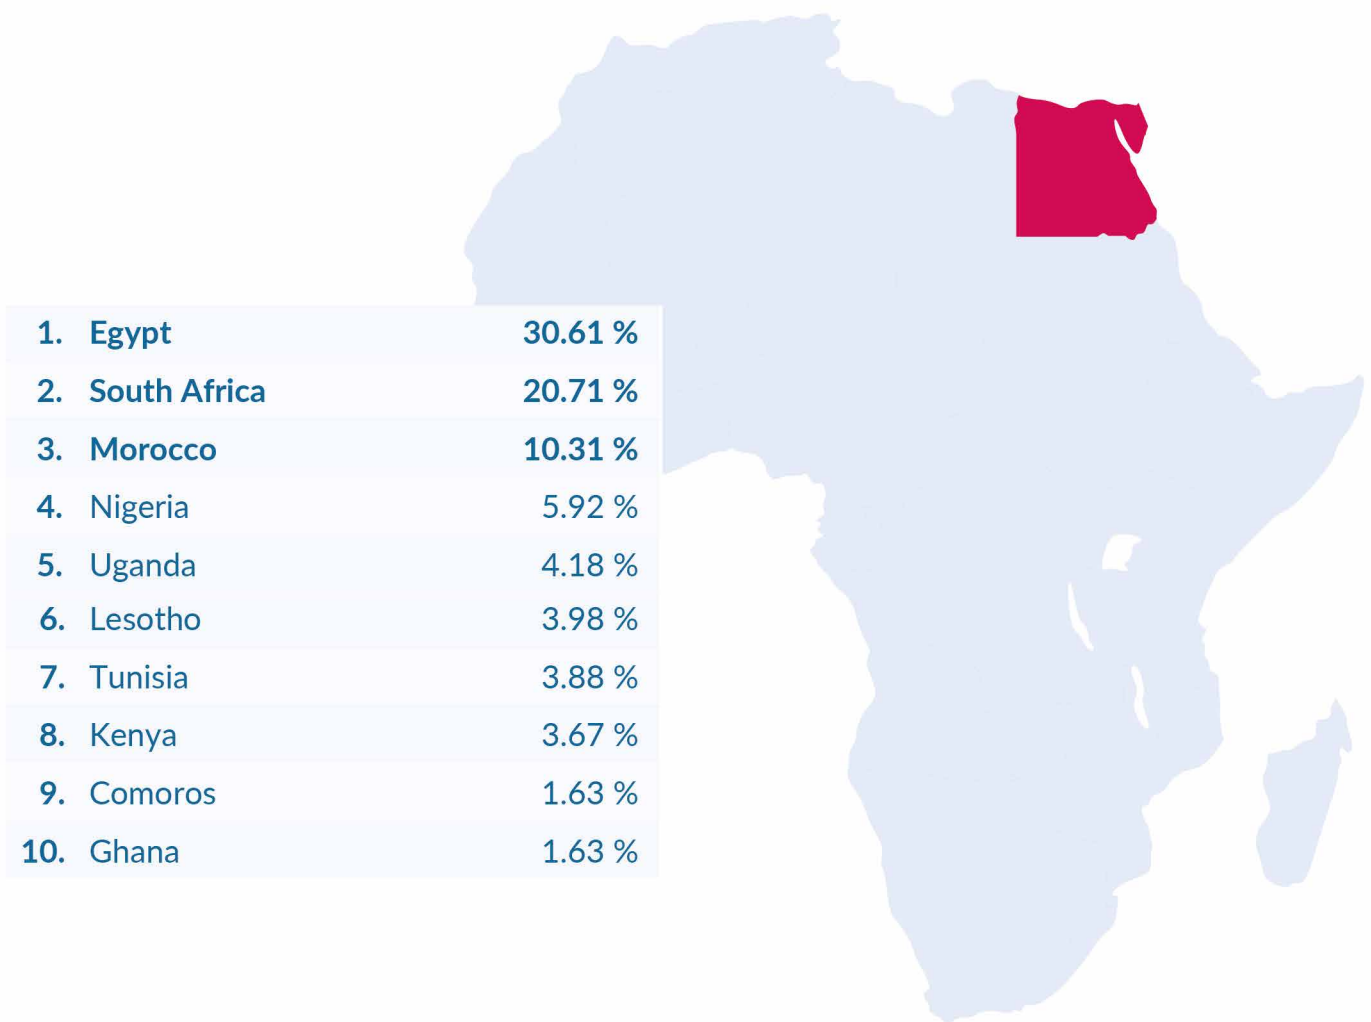 1. Egypt 30.61 %
2. South Africa 20.71 %
3. Morocco 10.31 %
4. Nigeria 5.92 %
5. Uganda 4.18 %
6. Lesotho 3.98 %
7. Tunisia 3.88 %
8. Kenya 3.67 %
9. Comoros 1.63 %
10. Ghana 1.63 %